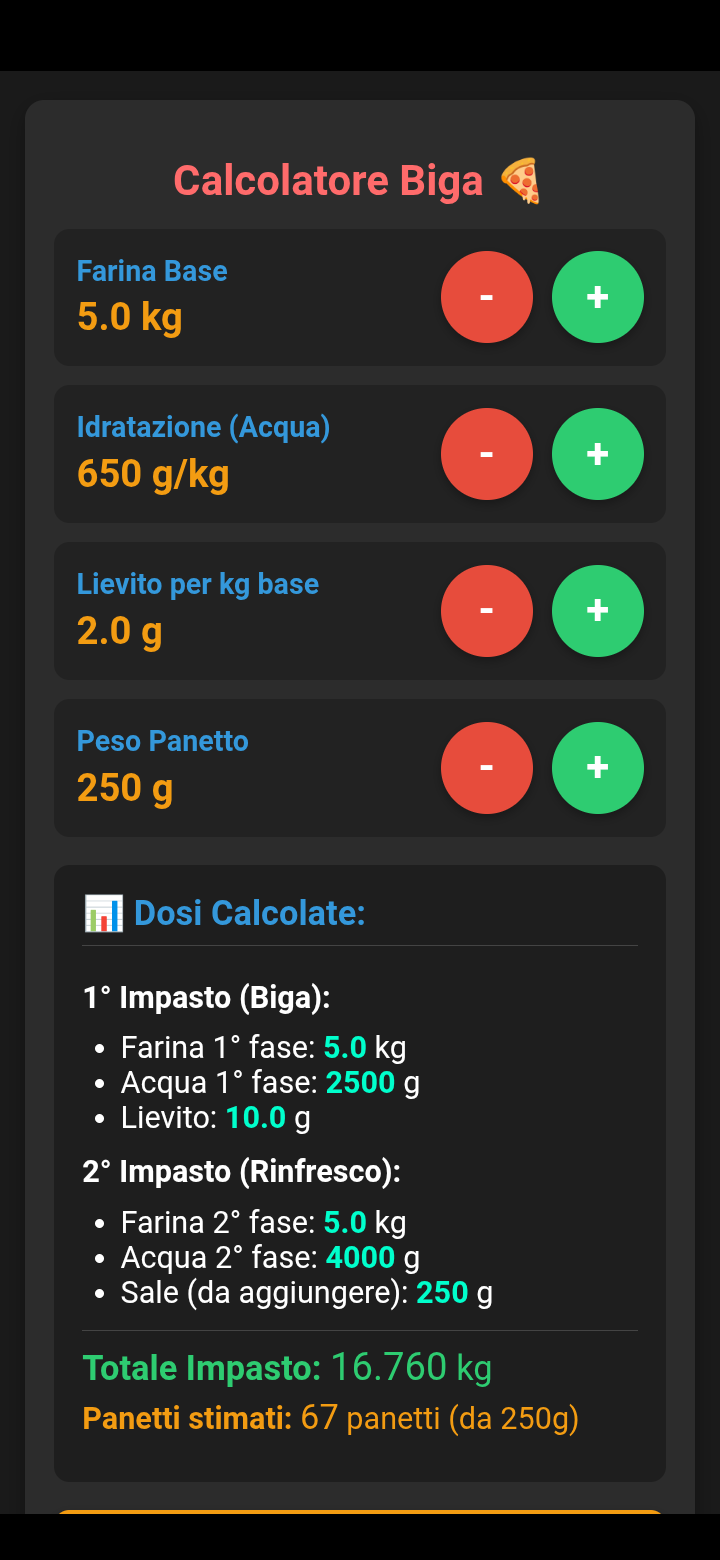 Calcolatore Biga 🍕
Farina Base
5.0 kg
- +
Idratazione (Acqua)
650 g/kg
- +
Lievito per kg base
2.0 g
- +
Peso Panetto
250 g
- +
📊 Dosi Calcolate:
1° Impasto (Biga):
• Farina 1° fase: 5.0 kg
• Acqua 1° fase: 2500 g
• Lievito: 10.0 g
2° Impasto (Rinfresco):
• Farina 2° fase: 5.0 kg
• Acqua 2° fase: 4000 g
• Sale (da aggiungere): 250 g
Totale Impasto: 16.760 kg
Panetti stimati: 67 panetti (da 250g)